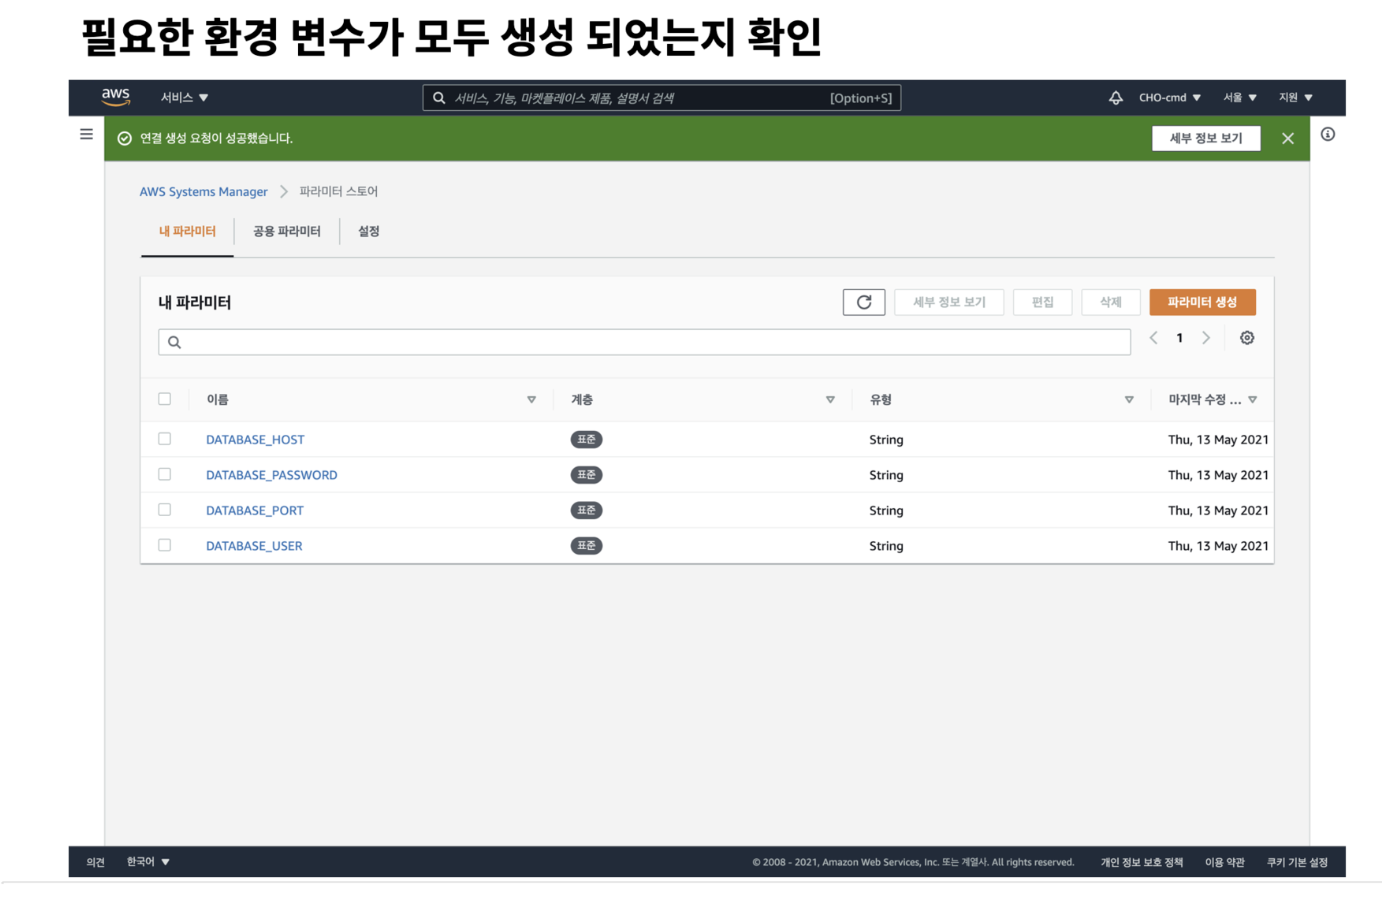 필요한 환경 변수가 모두 생성 되었는지 확인
aws 서비스 ▼ 서비스, 기능, 마켓플레이스 제품, 설명서 검색 [Option+S] CHO-cmd ▼ 서울 ▼ 지원 ▼
연결 생성 요청이 성공했습니다. 세부 정보 보기
AWS Systems Manager > 파라미터 스토어
내 파라미터 공용 파라미터 설정
내 파라미터 세부 정보 보기 편집 삭제 파라미터 생성
< 1 >
이름 계층 유형 마지막 수정 ...
DATABASE_HOST 표준 String Thu, 13 May 2021
DATABASE_PASSWORD 표준 String Thu, 13 May 2021
DATABASE_PORT 표준 String Thu, 13 May 2021
DATABASE_USER 표준 String Thu, 13 May 2021
의견 한국어 ▼ © 2008 - 2021, Amazon Web Services, Inc. 또는 계열사. All rights reserved. 개인 정보 보호 정책 이용 약관 쿠키 기본 설정